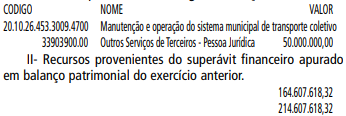 CODIGO NOME VALOR
20.10.26.453.3009.4700 Manutenção e operação do sistema municipal de transporte coletivo
33903900.00 Outros Serviços de Terceiros - Pessoa Jurídica 50.000.000,00
II- Recursos provenientes do superávit financeiro apurado
em balanço patrimonial do exercício anterior.
164.607.618,32
214.607.618,32